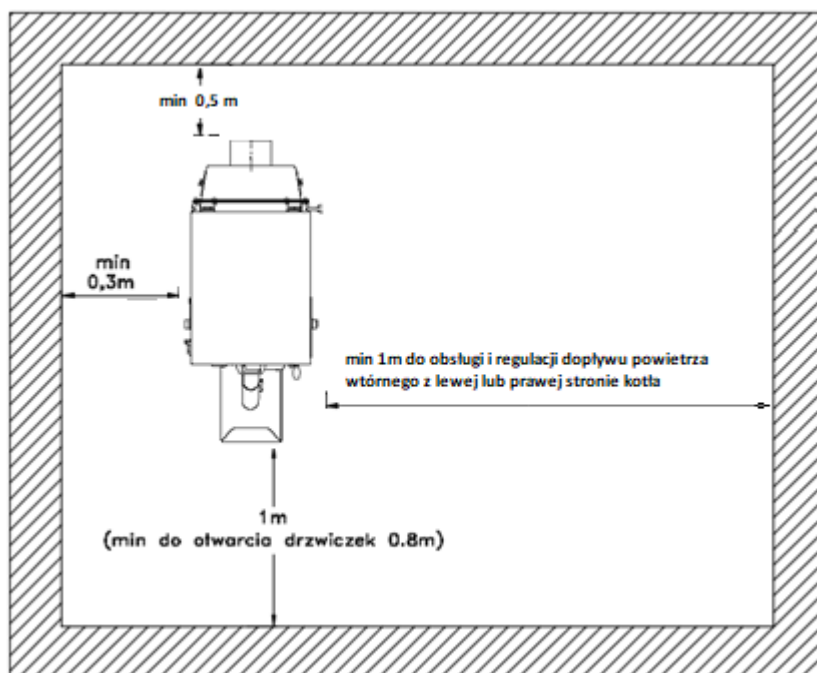 min 0,5 m
min
0,3m
min 1m do obsługi i regulacji dopływu powietrza
wtórnego z lewej lub prawej stronie kotła
1m
(min do otwarcia drzwiczek 0.8m)